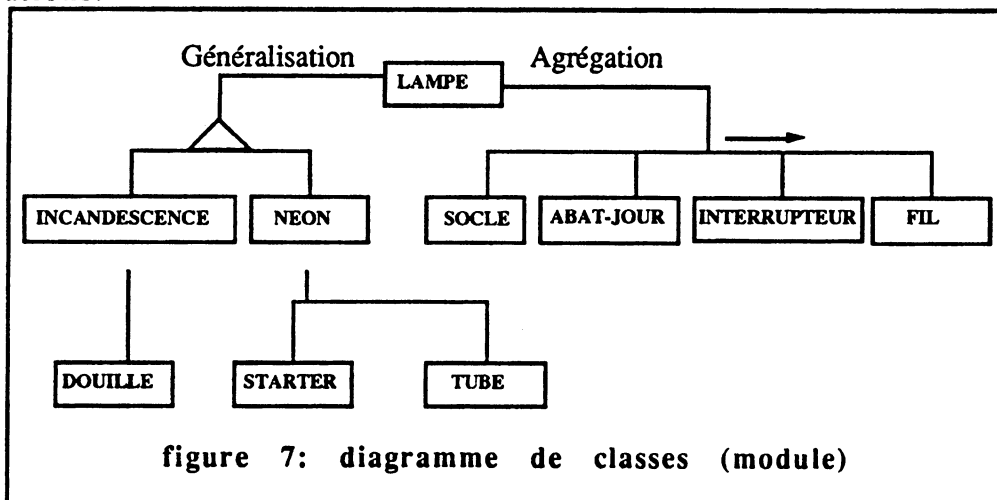 Généralisation
Agrégation
LAMPE
INCANDESCENCE
NEON
SOCLE
ABAT-JOUR
INTERRUPTEUR
FIL
DOUILLE
STARTER
TUBE
figure 7: diagramme de classes (module)